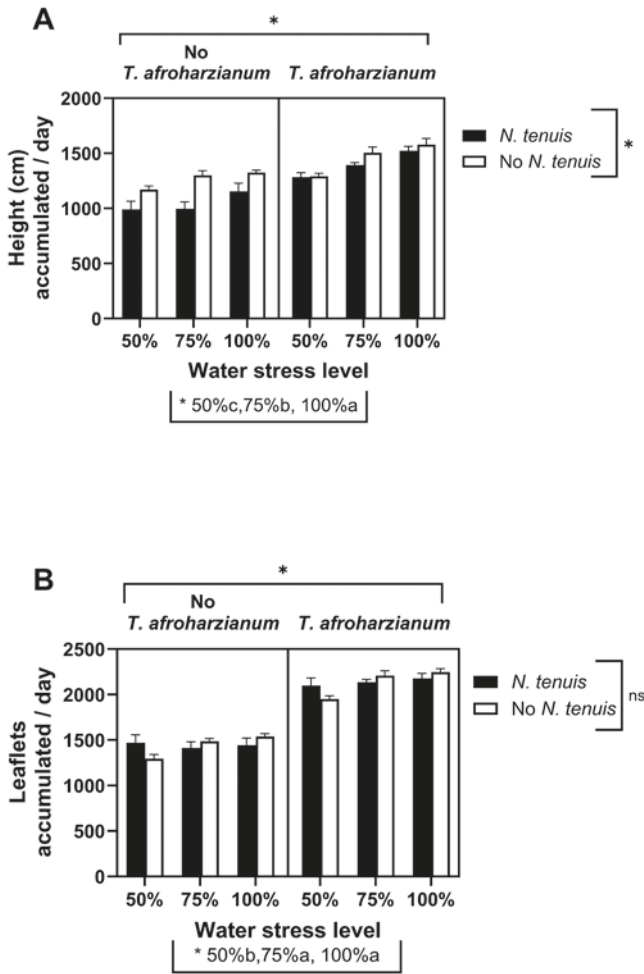 A
*
No
T. afroharzianum T. afroharzianum
Height (cm)
accumulated / day
2000
1500
1000
500
0
N. tenuis
No N. tenuis
*
50% 75% 100% 50% 75% 100%
Water stress level
* 50%c,75%b, 100%a
B
*
No
T. afroharzianum T. afroharzianum
Leaflets
accumulated / day
2500
2000
1500
1000
500
0
N. tenuis
No N. tenuis
ns
50% 75% 100% 50% 75% 100%
Water stress level
* 50%b,75%a, 100%a